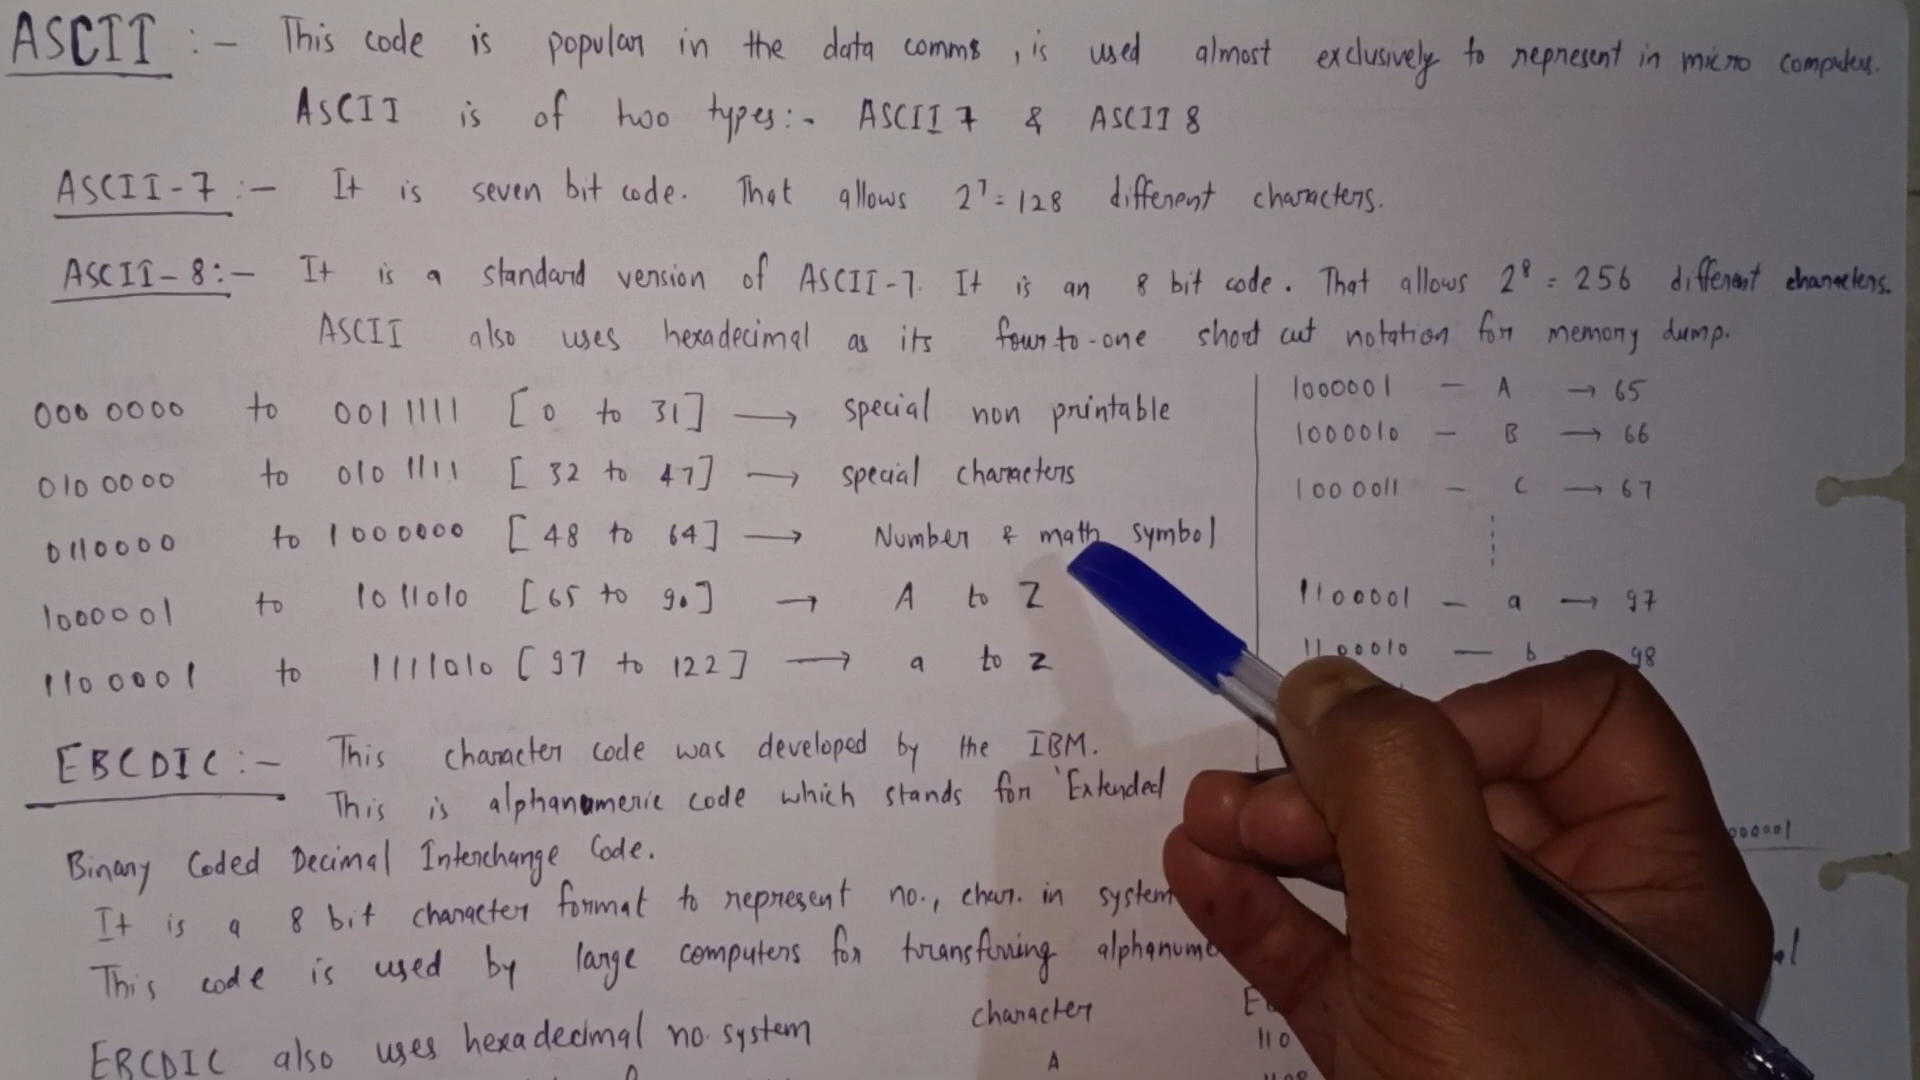 ASCII :- This code is popular in the data comms, is used almost exclusively to represent in micro computers.
ASCII is of two types:- ASCII 7 & ASCII 8
ASCII-7 :- It is seven bit code. That allows 2⁷=128 different characters.
ASCII-8 :- It is a standard version of ASCII-7. It is an 8 bit code. That allows 2⁸ = 256 different characters.
ASCII also uses hexadecimal as its four-to-one short cut notation for memory dump.
000 0000 to 001 1111 [0 to 31] → special non printable
010 0000 to 010 1111 [32 to 47] → special characters
0110000 to 1000000 [48 to 64] → Number & math symbol
1000001 to 1011010 [65 to 90] → A to Z
1100001 to 1111010 [97 to 122] → a to z
1000001 - A → 65
1000010 - B → 66
1000011 - C → 67
1100001 - a → 97
1100010 - b 98
EBCDIC :- This character code was developed by the IBM.
This is alphanumeric code which stands for 'Extended
Binary Coded Decimal Interchange Code.
It is a 8 bit character format to represent no., char. in system
This code is used by large computers for transfering
EBCDIC also uses hexadecimal no. system
character
A